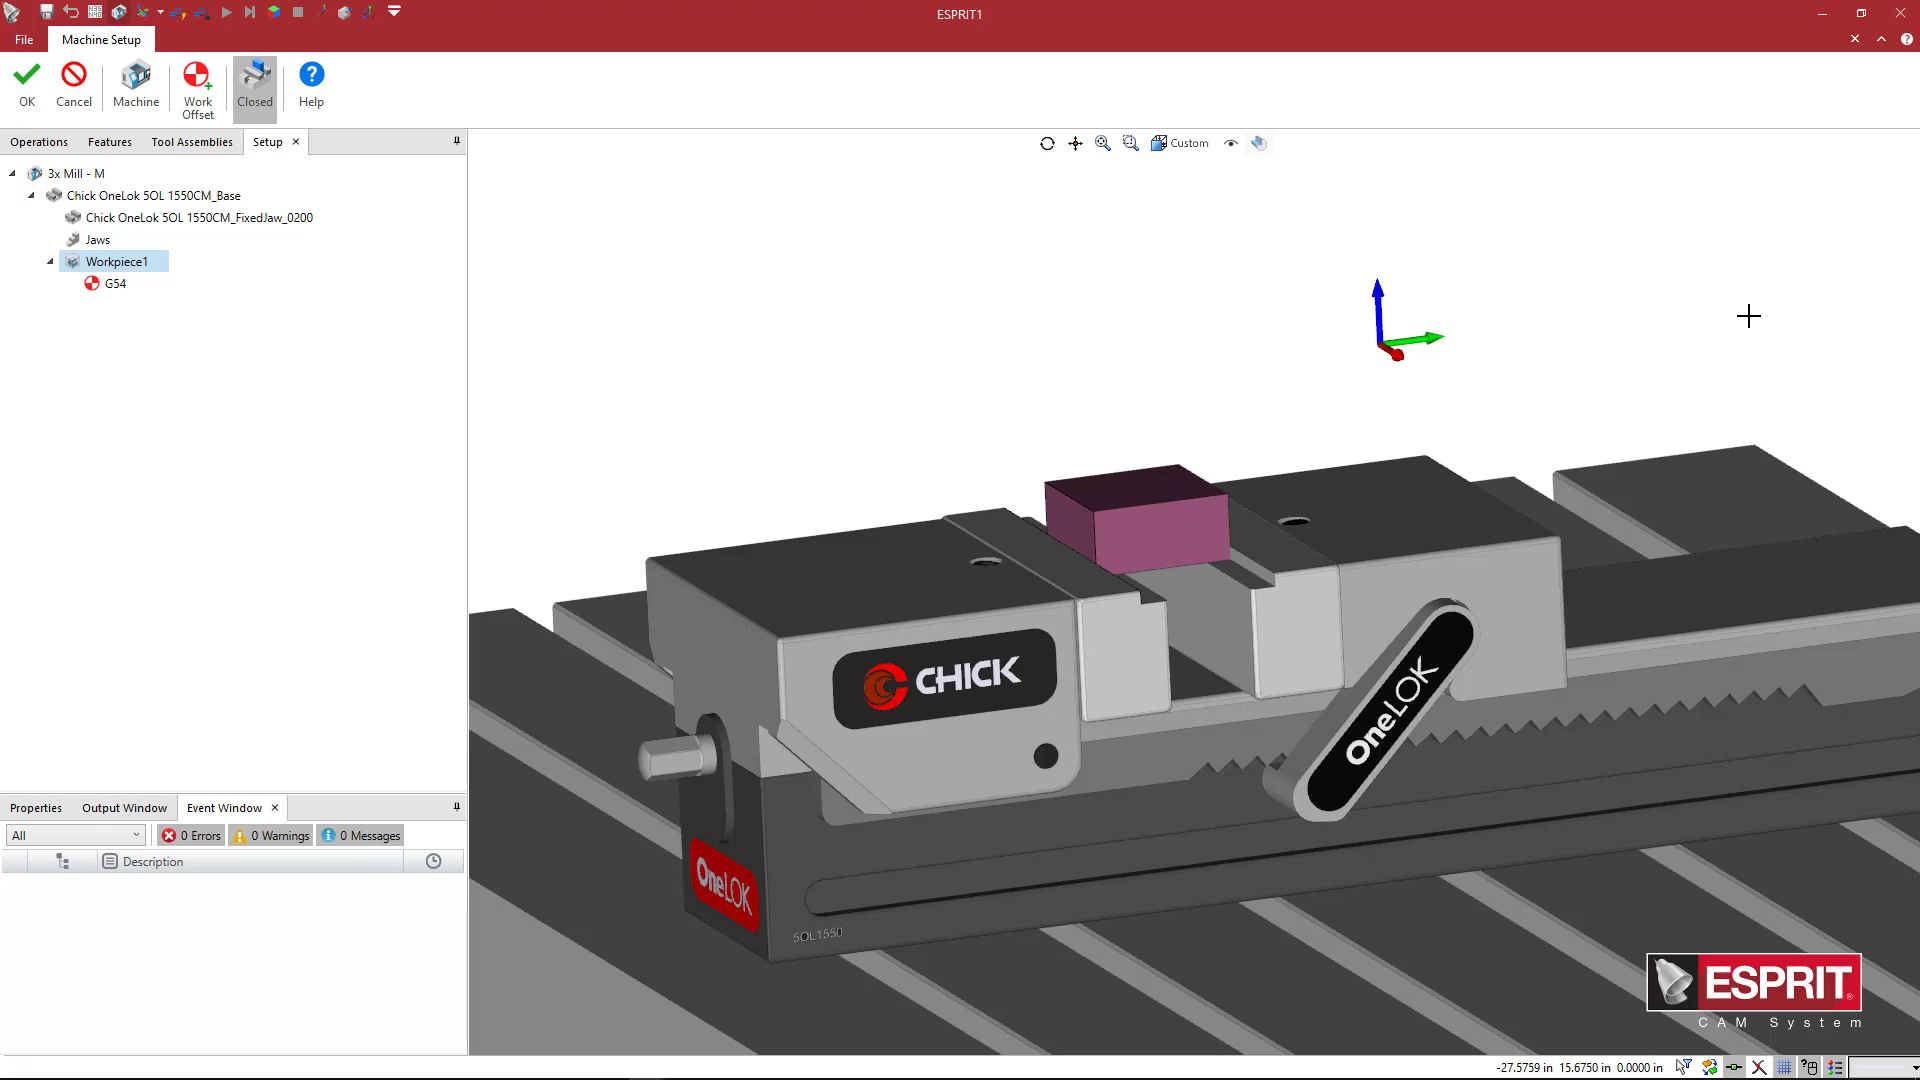 ESPRIT1
File
Machine Setup
OK
Cancel
Machine
Work Offset
Closed
Help
Operations
Features
Tool Assemblies
Setup
Custom
3x Mill - M
Chick OneLok 5OL 1550CM_Base
Chick OneLok 5OL 1550CM_FixedJaw_0200
Jaws
Workpiece1
G54
CHICK
OneLOK
OneLOK
5OL1550
Properties
Output Window
Event Window
All
0 Errors
0 Warnings
0 Messages
Description
ESPRIT®
CAM System
-27.5759 in 15.6750 in 0.0000 in